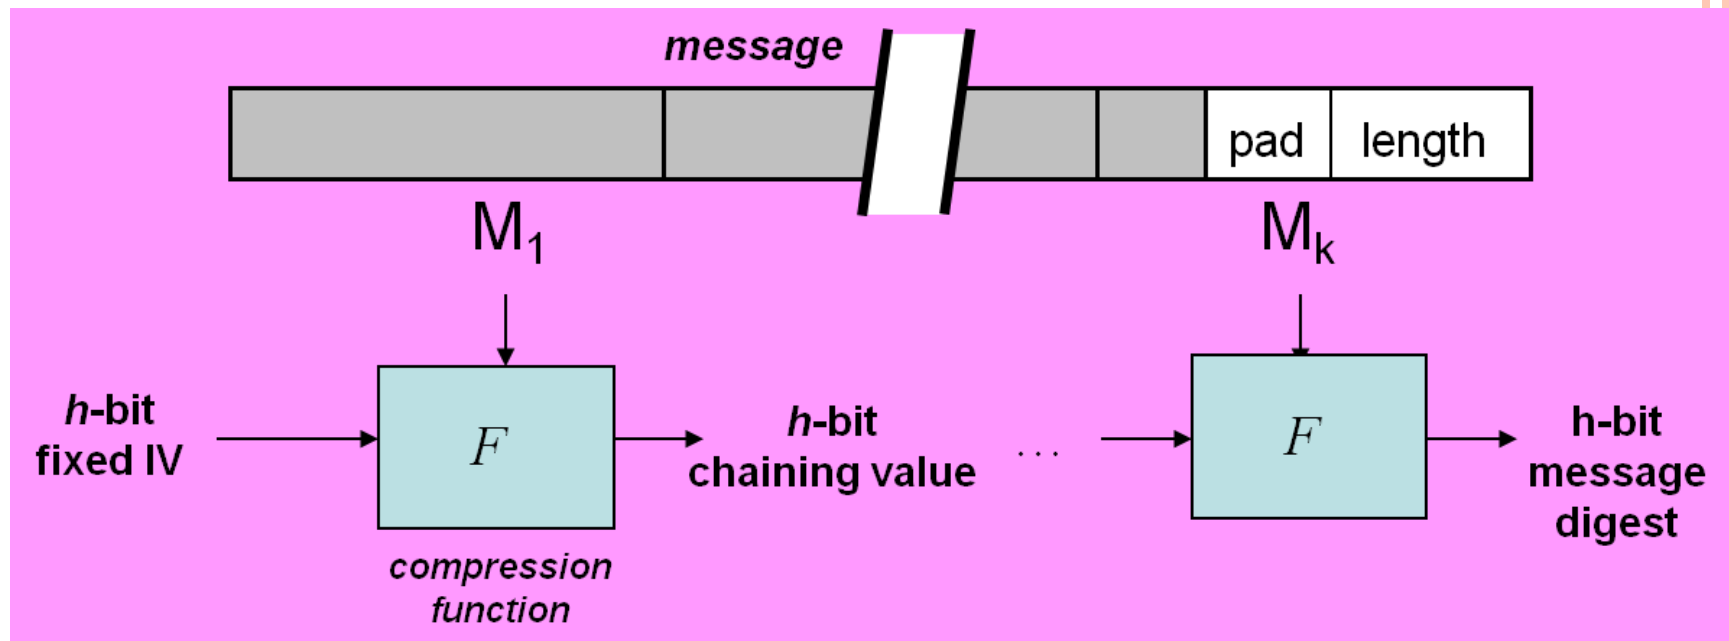 message
pad
length
M1
Mk
h-bit
fixed IV
F
h-bit
chaining value
...
F
h-bit
message
digest
compression
function